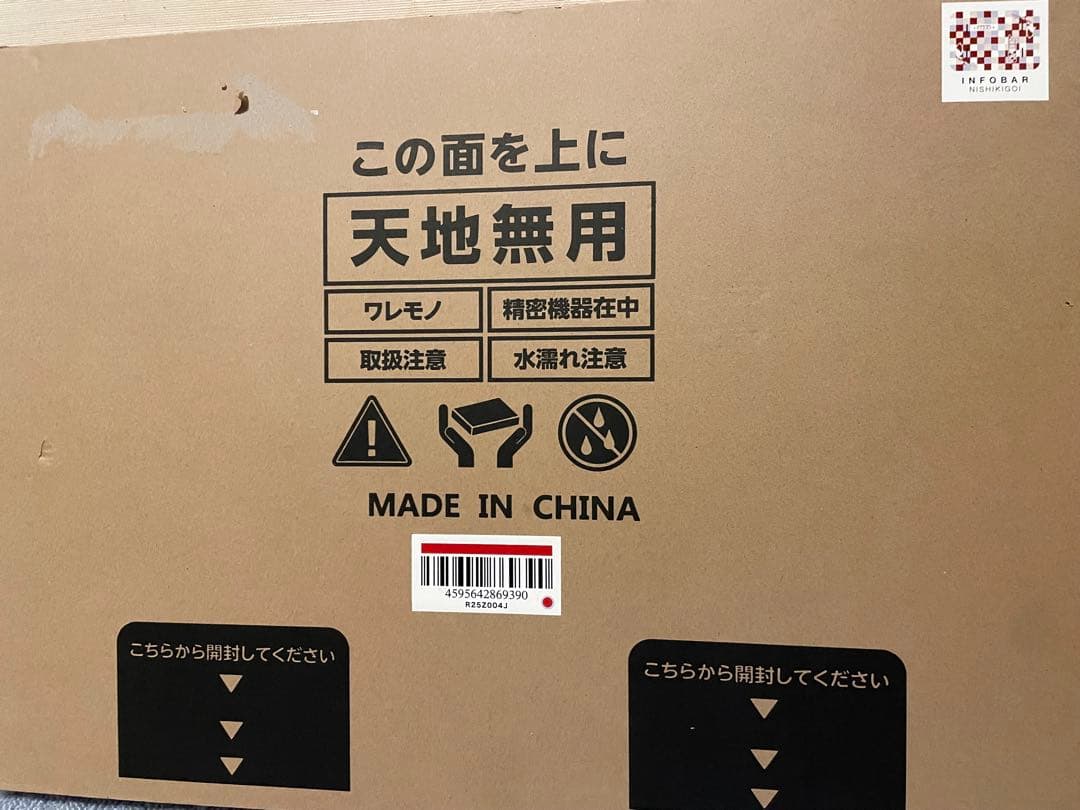 INFOBAR
NISHIKIGOI
この面を上に
天地無用
ワレモノ
精密機器在中
取扱注意
水濡れ注意
MADE IN CHINA
4595642869390
R25Z004J
こちらから開封してください
こちらから開封してください